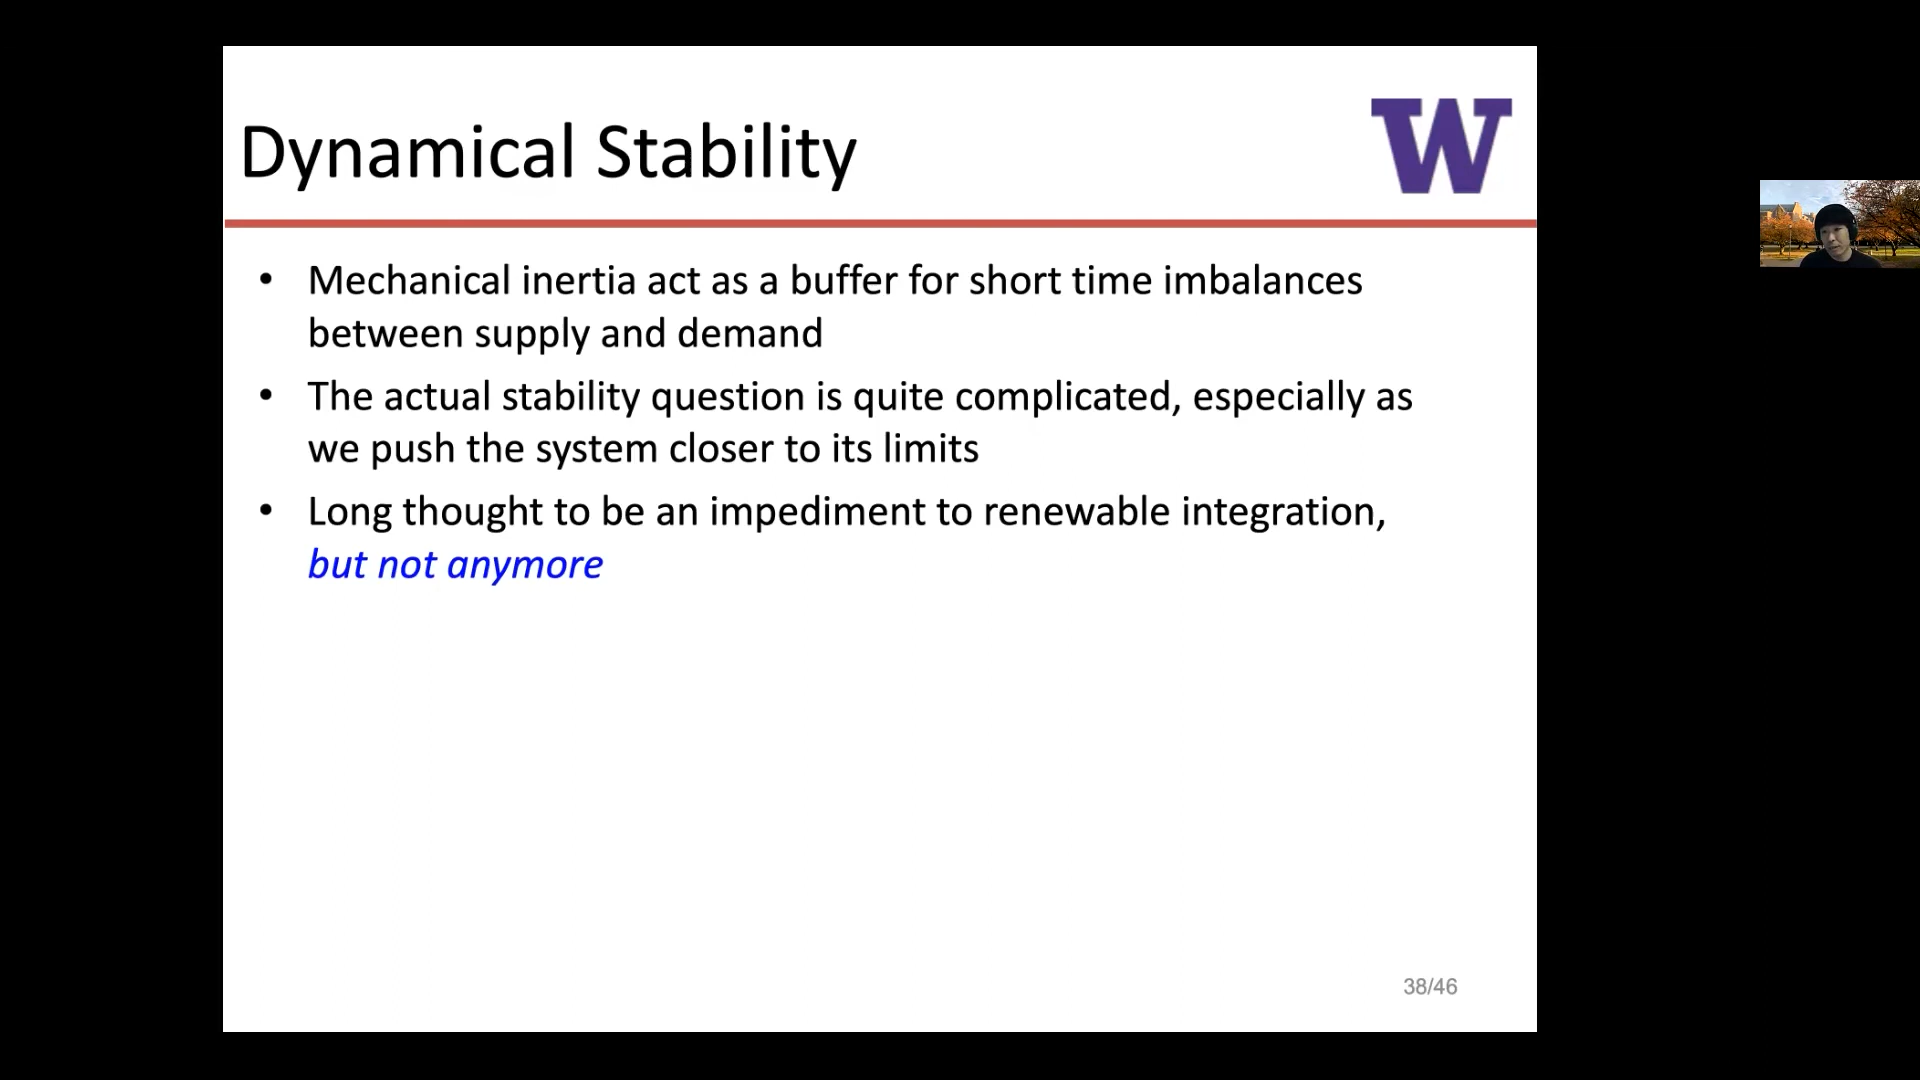 Dynamical Stability
W
• Mechanical inertia act as a buffer for short time imbalances
between supply and demand
• The actual stability question is quite complicated, especially as
we push the system closer to its limits
• Long thought to be an impediment to renewable integration,
but not anymore
38/46